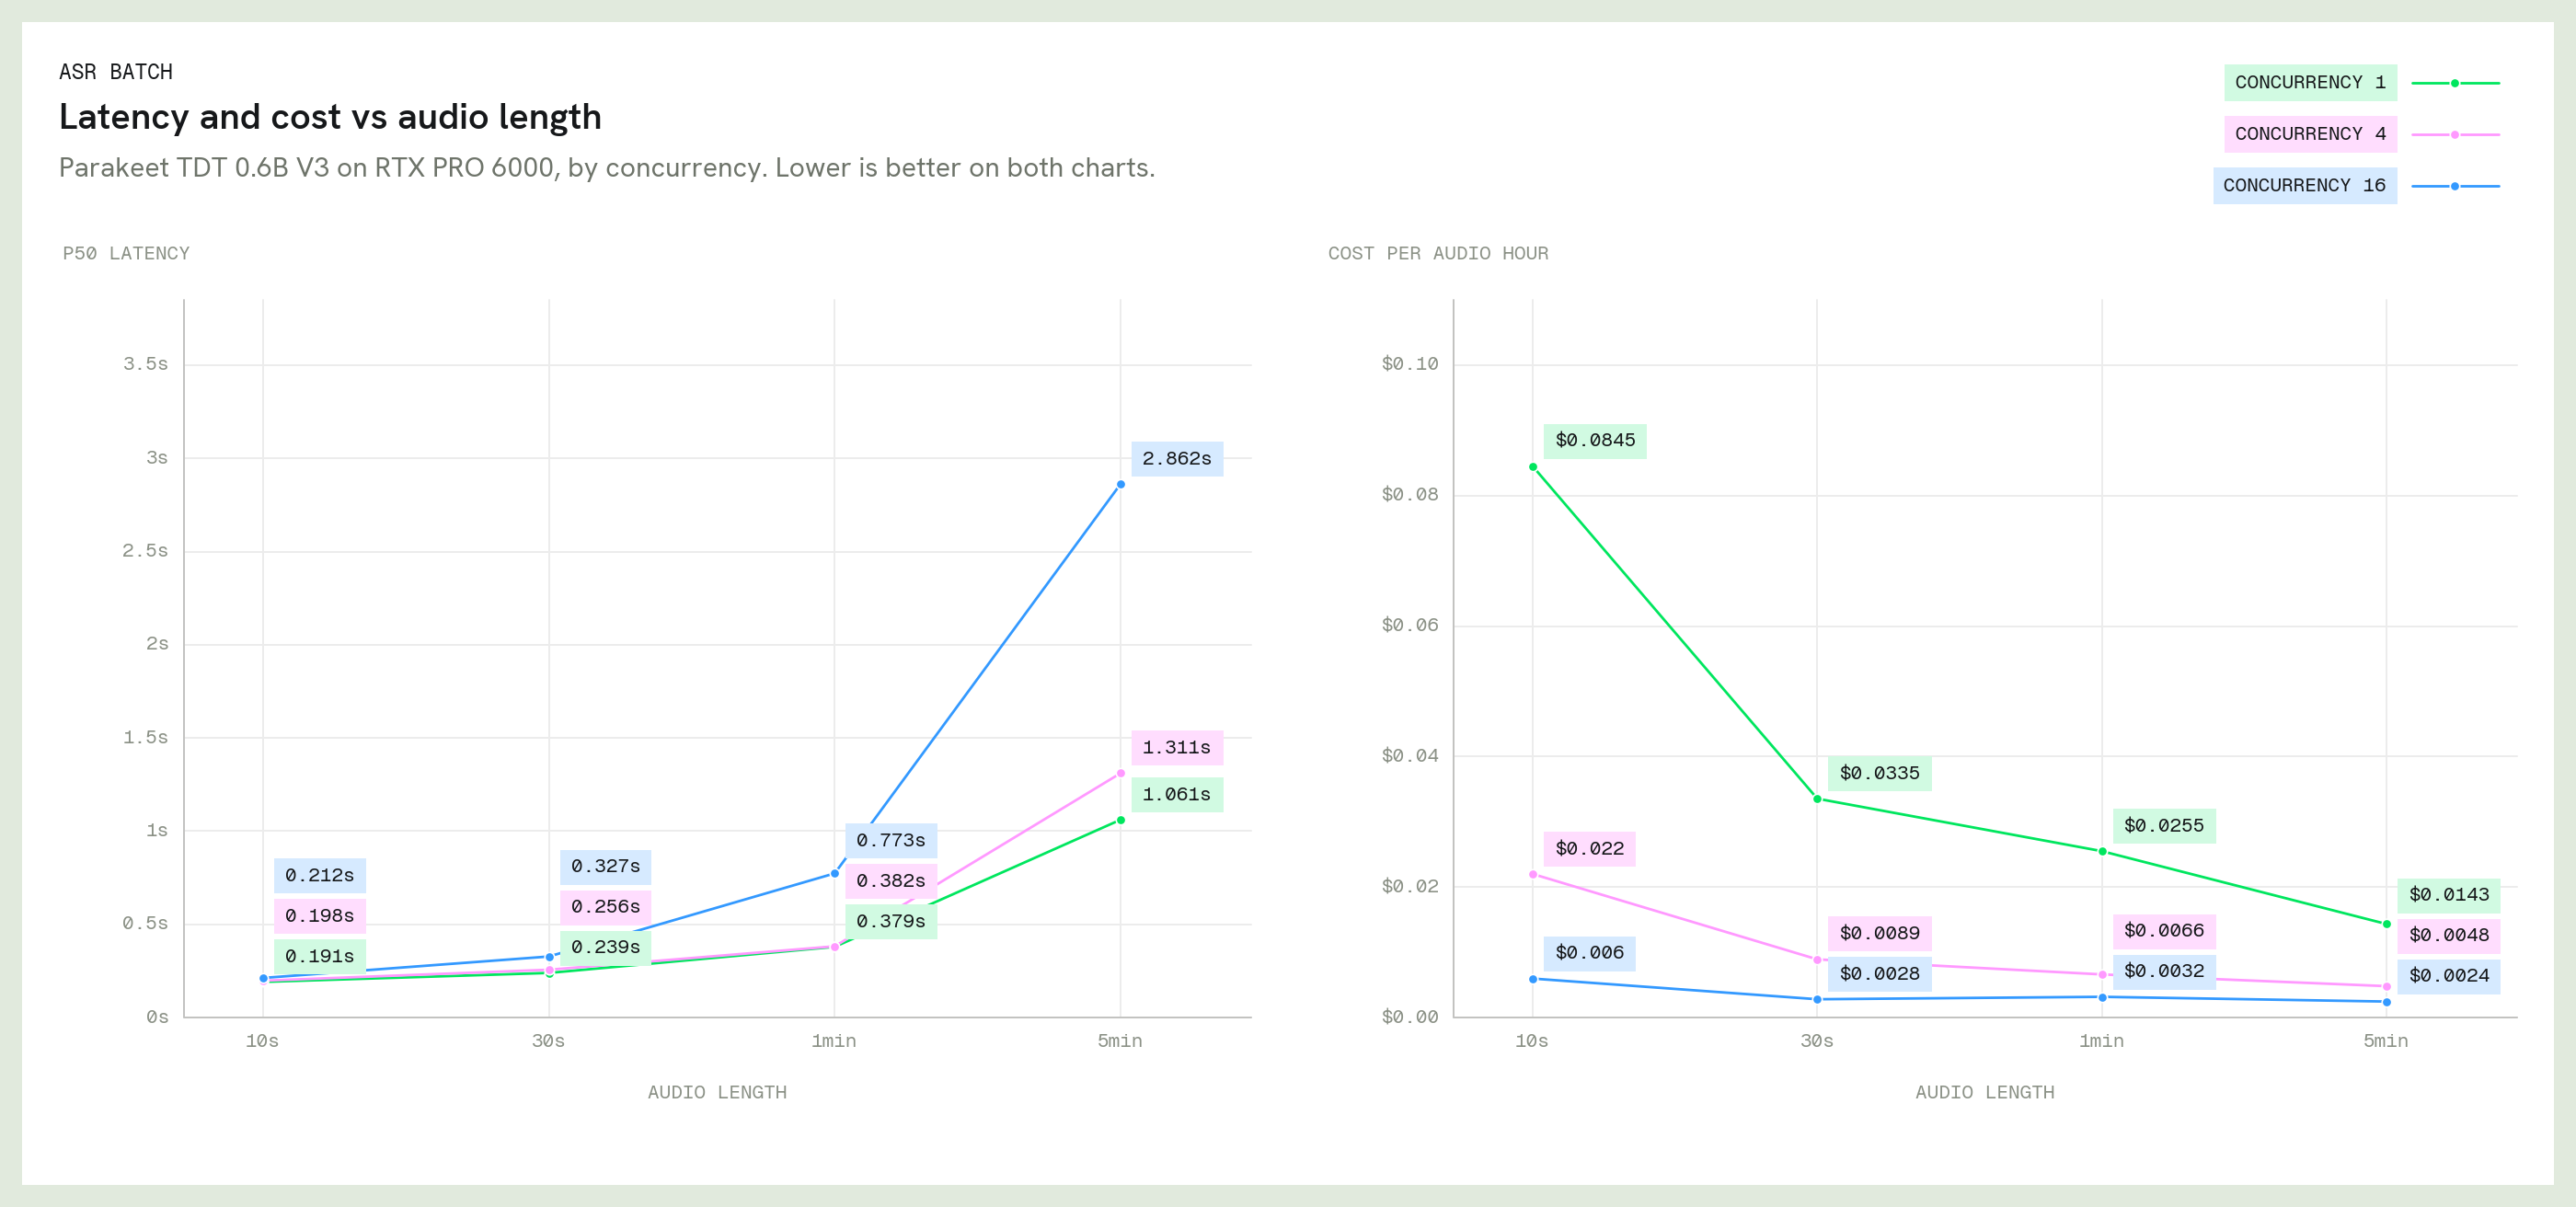 ASR BATCH
Latency and cost vs audio length
Parakeet TDT 0.6B V3 on RTX PRO 6000, by concurrency. Lower is better on both charts.
CONCURRENCY 1
CONCURRENCY 4
CONCURRENCY 16
P50 LATENCY
3.5s
3s
2.5s
2s
1.5s
1s
0.5s
0s
2.862s
1.311s
1.061s
0.773s
0.382s
0.379s
0.327s
0.256s
0.239s
0.212s
0.198s
0.191s
10s 30s 1min 5min
AUDIO LENGTH
COST PER AUDIO HOUR
$0.10
$0.08
$0.06
$0.04
$0.02
$0.00
$0.0845
$0.022
$0.006
$0.0335
$0.0089
$0.0028
$0.0255
$0.0066
$0.0032
$0.0143
$0.0048
$0.0024
10s 30s 1min 5min
AUDIO LENGTH